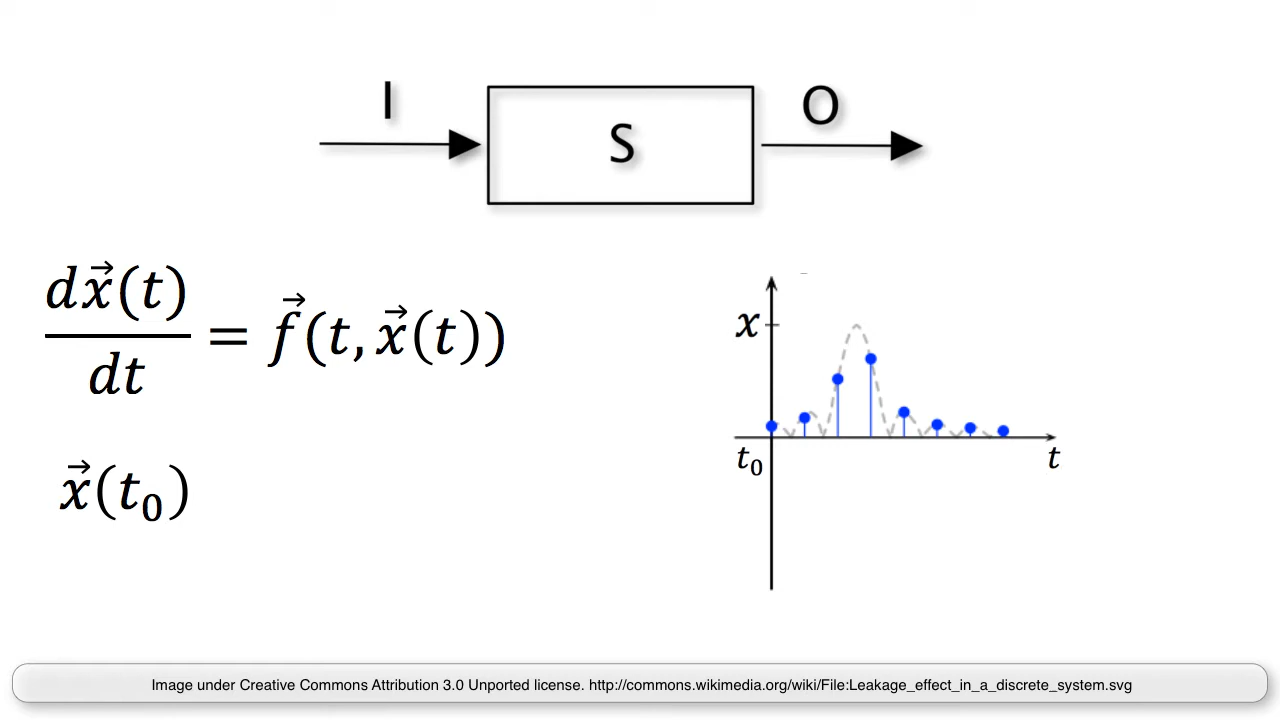 I
S
O
dx⃗(t)/dt = f⃗(t, x⃗(t))
x⃗(t₀)
x
t₀
t
Image under Creative Commons Attribution 3.0 Unported license. http://commons.wikimedia.org/wiki/File:Leakage_effect_in_a_discrete_system.svg